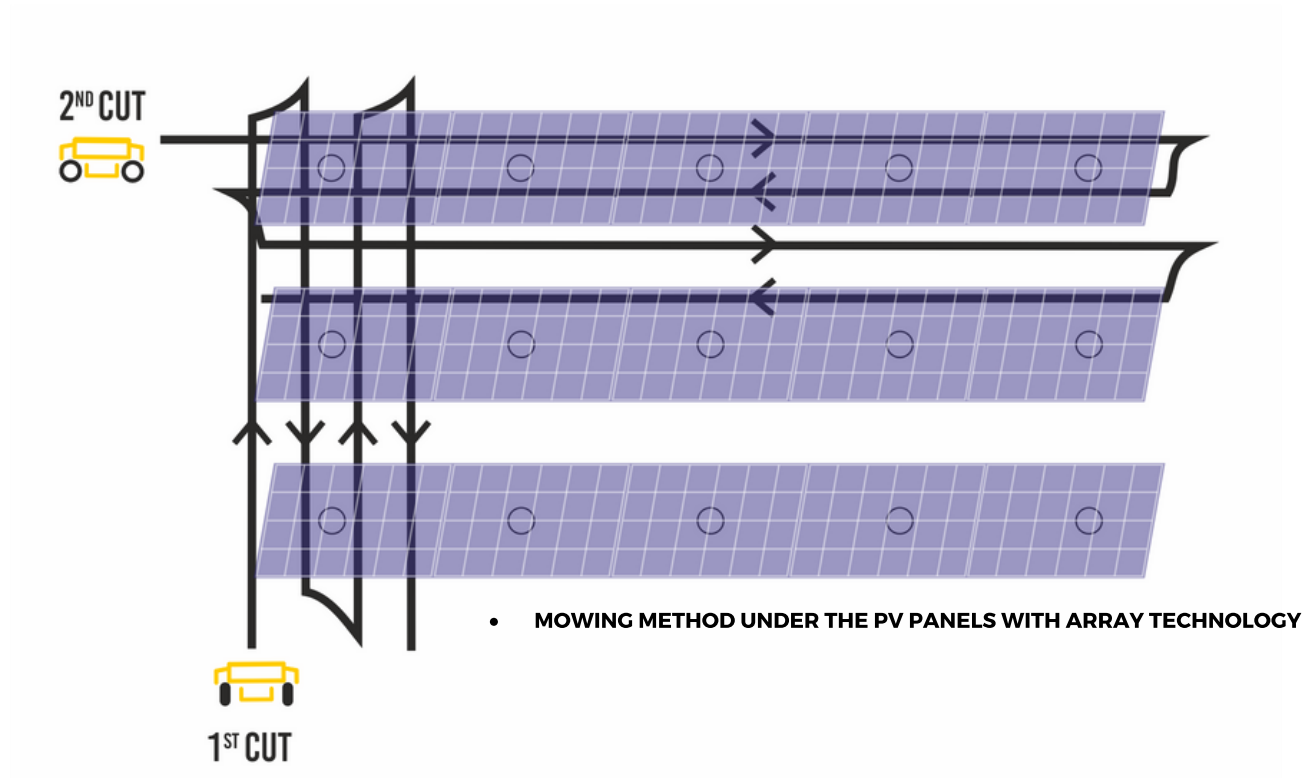 2ND CUT
• MOWING METHOD UNDER THE PV PANELS WITH ARRAY TECHNOLOGY
1ST CUT